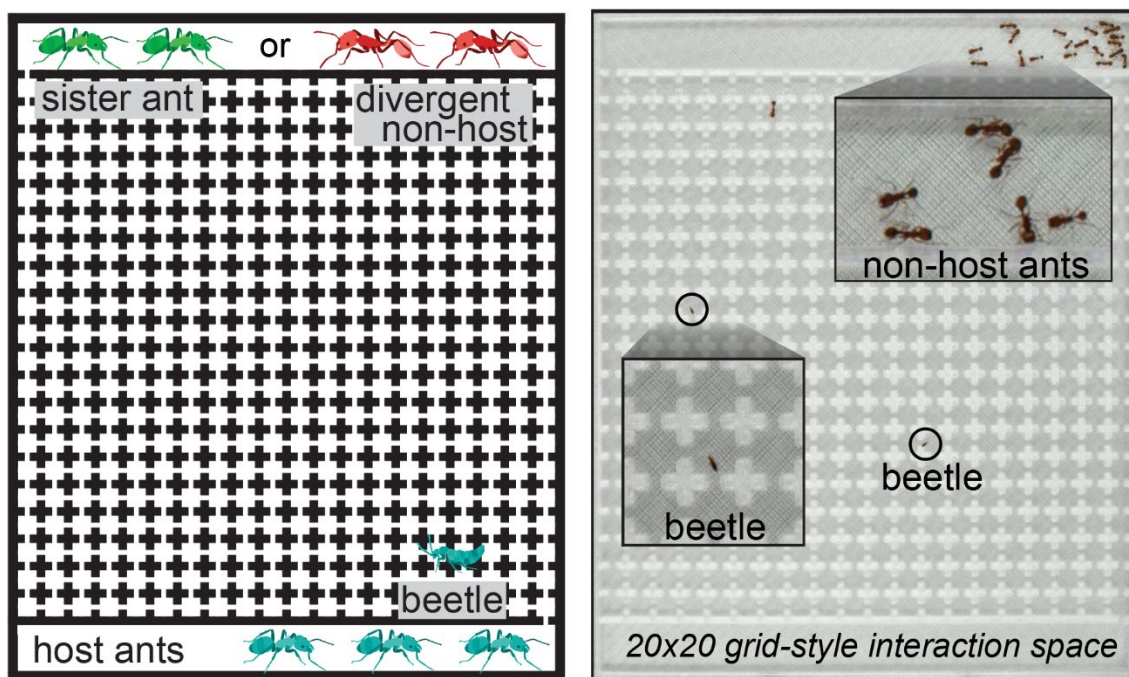 or
sister ant
divergent
non-host
beetle
host ants
non-host ants
beetle
beetle
20x20 grid-style interaction space